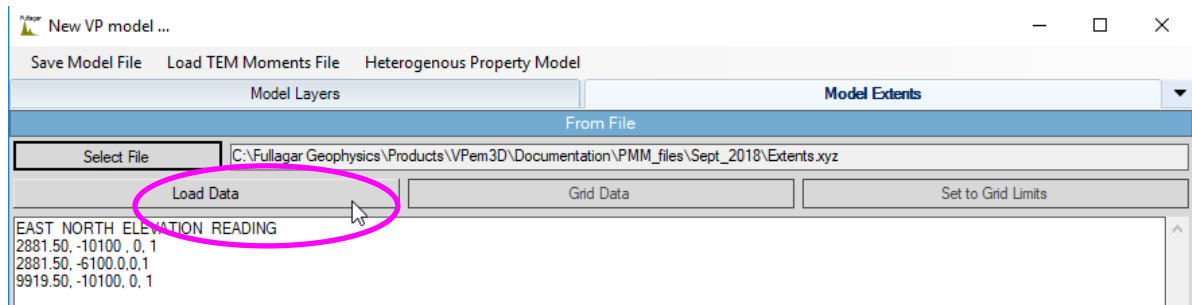 Fullagar
New VP model ...
Save Model File Load TEM Moments File Heterogenous Property Model
Model Layers Model Extents
From File
Select File C:\Fullagar Geophysics\Products\VPem3D\Documentation\PMM_files\Sept_2018\Extents.xyz
Load Data Grid Data Set to Grid Limits
EAST NORTH ELEVATION READING
2881.50, -10100 , 0, 1
2881.50, -6100.0,0,1
9919.50, -10100, 0, 1